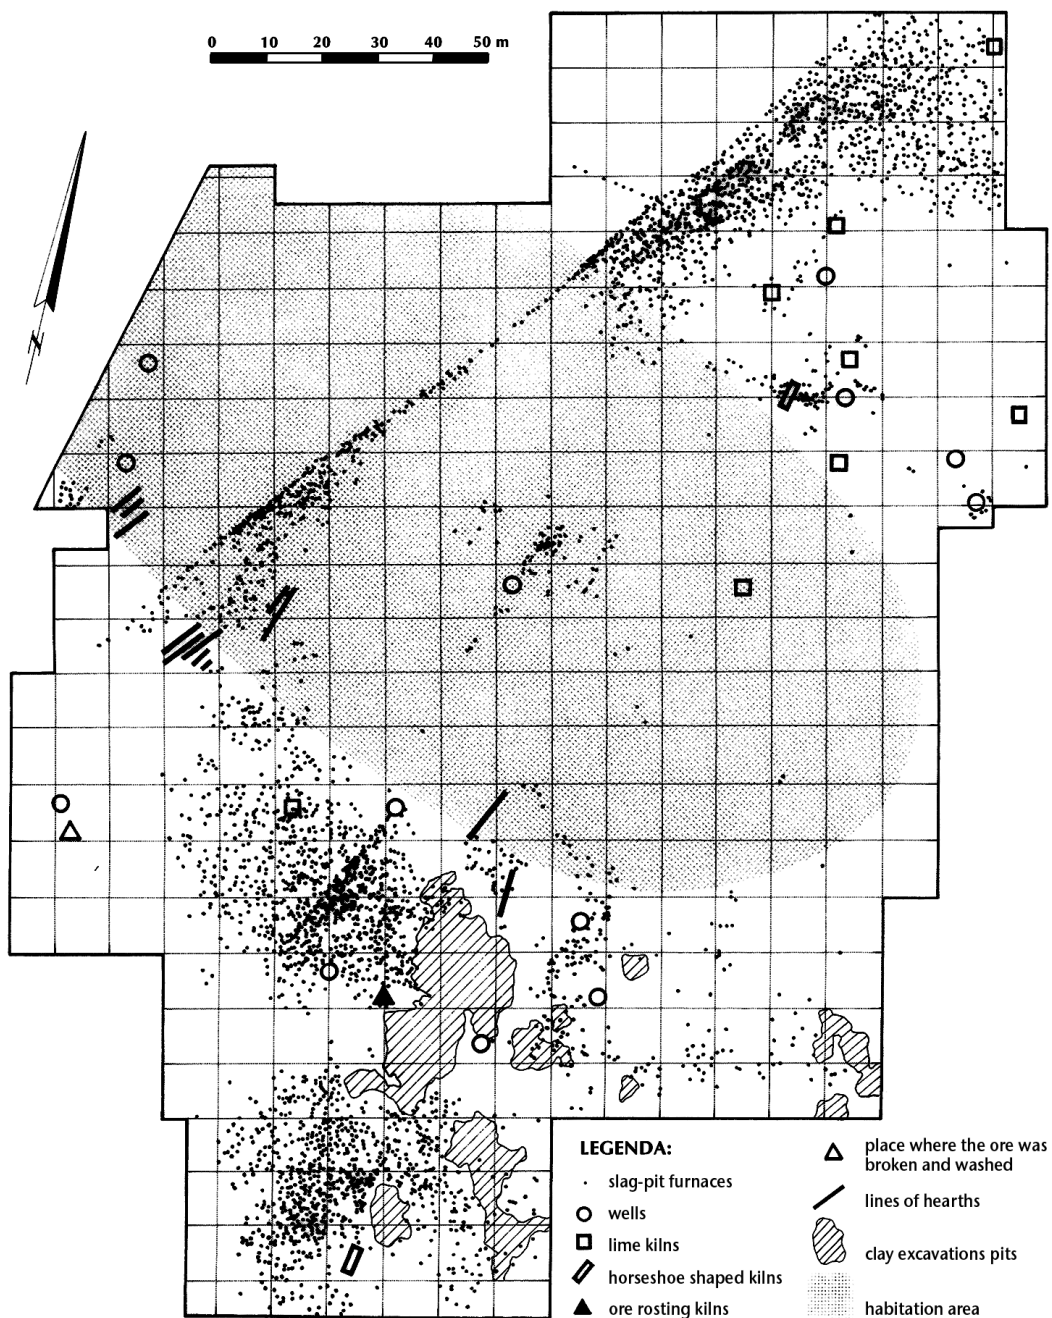 0 10 20 30 40 50 m
N
LEGENDA:
slag-pit furnaces
wells
lime kilns
horseshoe shaped kilns
ore rosting kilns
place where the ore was
broken and washed
lines of hearths
clay excavations pits
habitation area